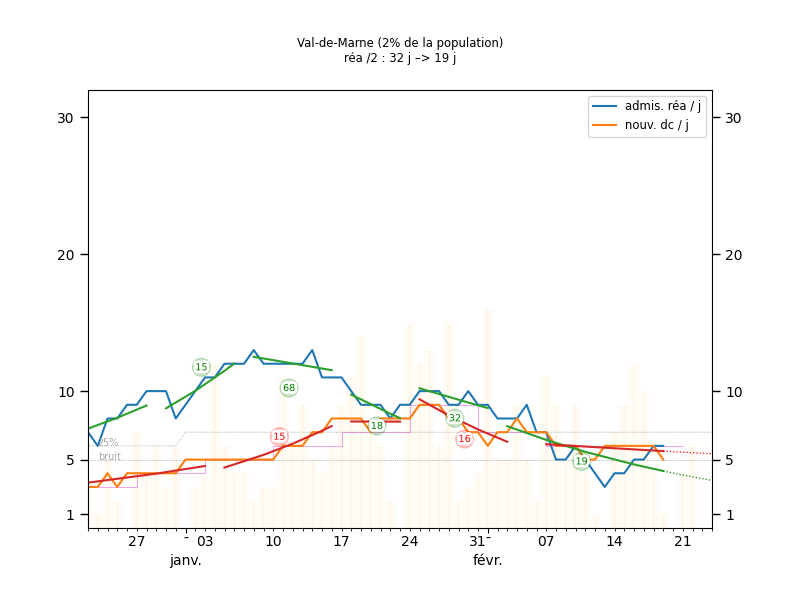 Val-de-Marne (2% de la population)
réa /2 : 32 j –> 19 j
admis. réa / j
nouv. dc / j
30 30
20 20
10 10
5 5
1 1
15
68
15
18
32
16
19
25%
bruit
27 03 10 17 24 31 07 14 21
janv. févr.